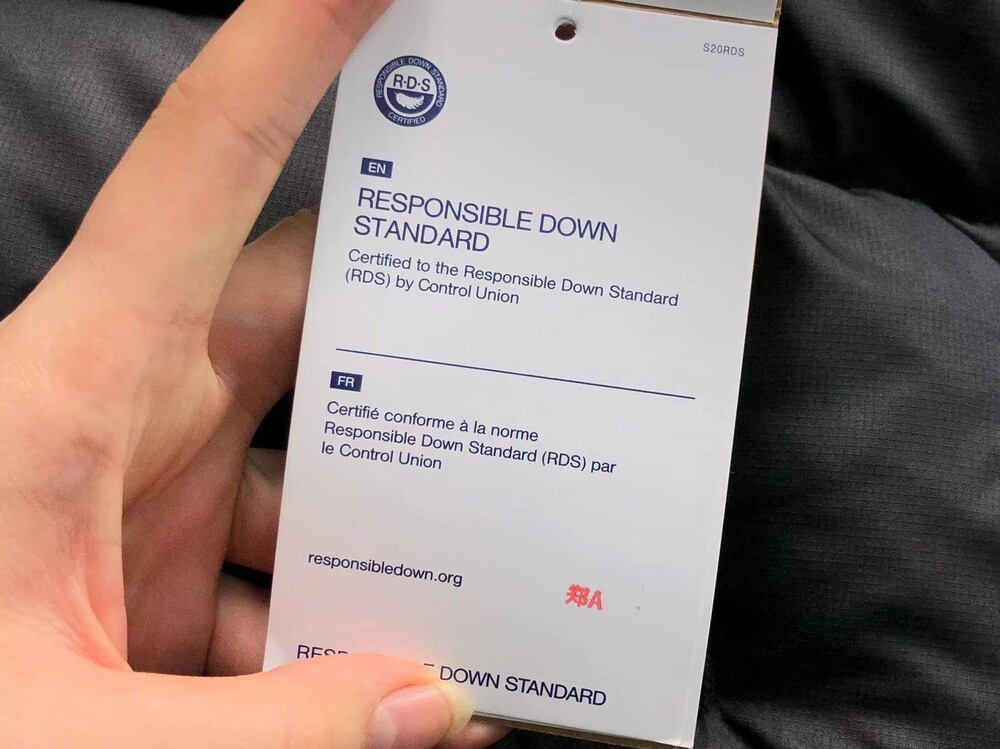 S20RDS
RESPONSIBLE DOWN STANDARD
R·D·S
CERTIFIED
EN
RESPONSIBLE DOWN
STANDARD
Certified to the Responsible Down Standard
(RDS) by Control Union
FR
Certifié conforme à la norme
Responsible Down Standard (RDS) par
le Control Union
responsibledown.org
郑A
DOWN STANDARD